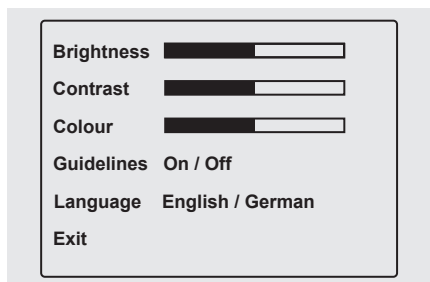 Brightness
Contrast
Colour
Guidelines On / Off
Language English / German
Exit